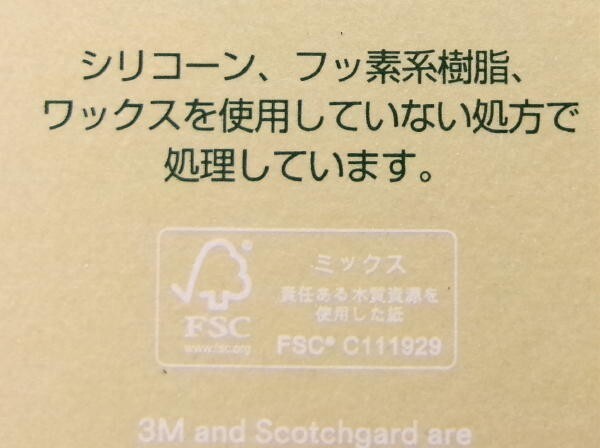 シリコーン、フッ素系樹脂、
ワックスを使用していない処方で
処理しています。
FSC
www.fsc.org
ミックス
責任ある木質資源を
使用した紙
FSC® C111929
3M and Scotchgard are